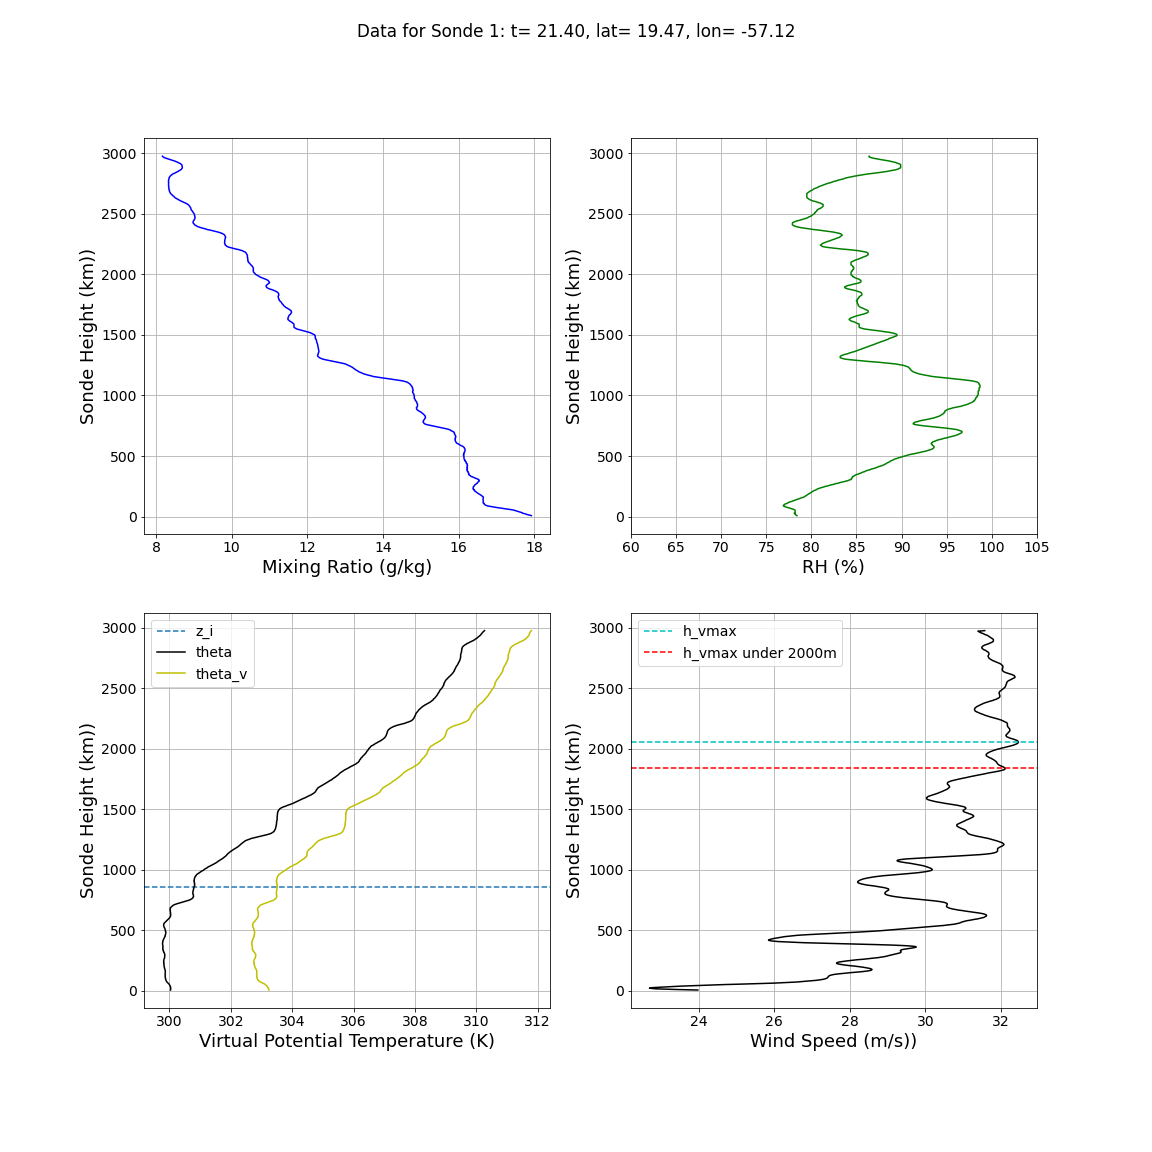 Data for Sonde 1: t= 21.40, lat= 19.47, lon= -57.12
3000
2500
2000
1500
1000
500
0
Sonde Height (km))
8 10 12 14 16 18
Mixing Ratio (g/kg)
3000
2500
2000
1500
1000
500
0
Sonde Height (km))
60 65 70 75 80 85 90 95 100 105
RH (%)
z_i
theta
theta_v
3000
2500
2000
1500
1000
500
0
Sonde Height (km))
300 302 304 306 308 310 312
Virtual Potential Temperature (K)
h_vmax
h_vmax under 2000m
3000
2500
2000
1500
1000
500
0
Sonde Height (km))
24 26 28 30 32
Wind Speed (m/s))